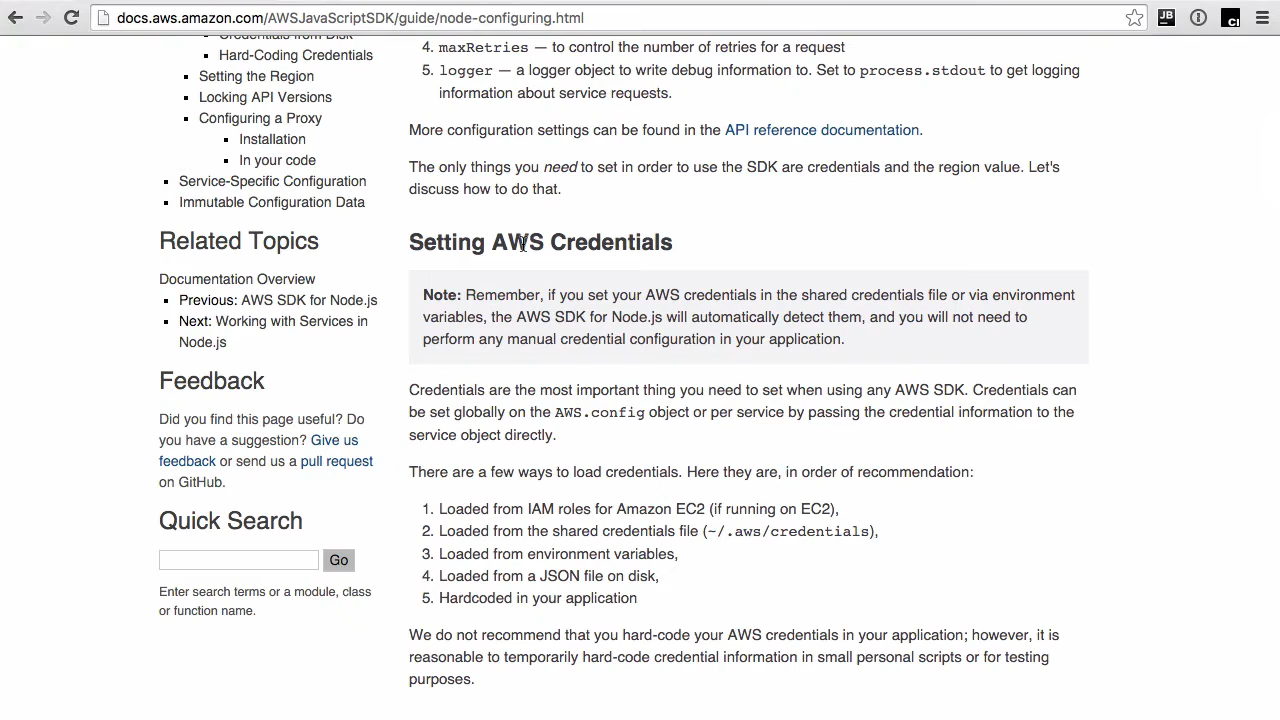 docs.aws.amazon.com/AWSJavaScriptSDK/guide/node-configuring.html
JB
CI
Credentials from Disk
Hard-Coding Credentials
Setting the Region
Locking API Versions
Configuring a Proxy
Installation
In your code
Service-Specific Configuration
Immutable Configuration Data
Related Topics
Documentation Overview
Previous: AWS SDK for Node.js
Next: Working with Services in
Node.js
Feedback
Did you find this page useful? Do
you have a suggestion? Give us
feedback or send us a pull request
on GitHub.
Quick Search
Go
Enter search terms or a module, class
or function name.
4. maxRetries — to control the number of retries for a request
5. logger — a logger object to write debug information to. Set to process.stdout to get logging
information about service requests.
More configuration settings can be found in the API reference documentation.
The only things you need to set in order to use the SDK are credentials and the region value. Let's
discuss how to do that.
Setting AWS Credentials
Note: Remember, if you set your AWS credentials in the shared credentials file or via environment
variables, the AWS SDK for Node.js will automatically detect them, and you will not need to
perform any manual credential configuration in your application.
Credentials are the most important thing you need to set when using any AWS SDK. Credentials can
be set globally on the AWS.config object or per service by passing the credential information to the
service object directly.
There are a few ways to load credentials. Here they are, in order of recommendation:
1. Loaded from IAM roles for Amazon EC2 (if running on EC2),
2. Loaded from the shared credentials file (~/.aws/credentials),
3. Loaded from environment variables,
4. Loaded from a JSON file on disk,
5. Hardcoded in your application
We do not recommend that you hard-code your AWS credentials in your application; however, it is
reasonable to temporarily hard-code credential information in small personal scripts or for testing
purposes.